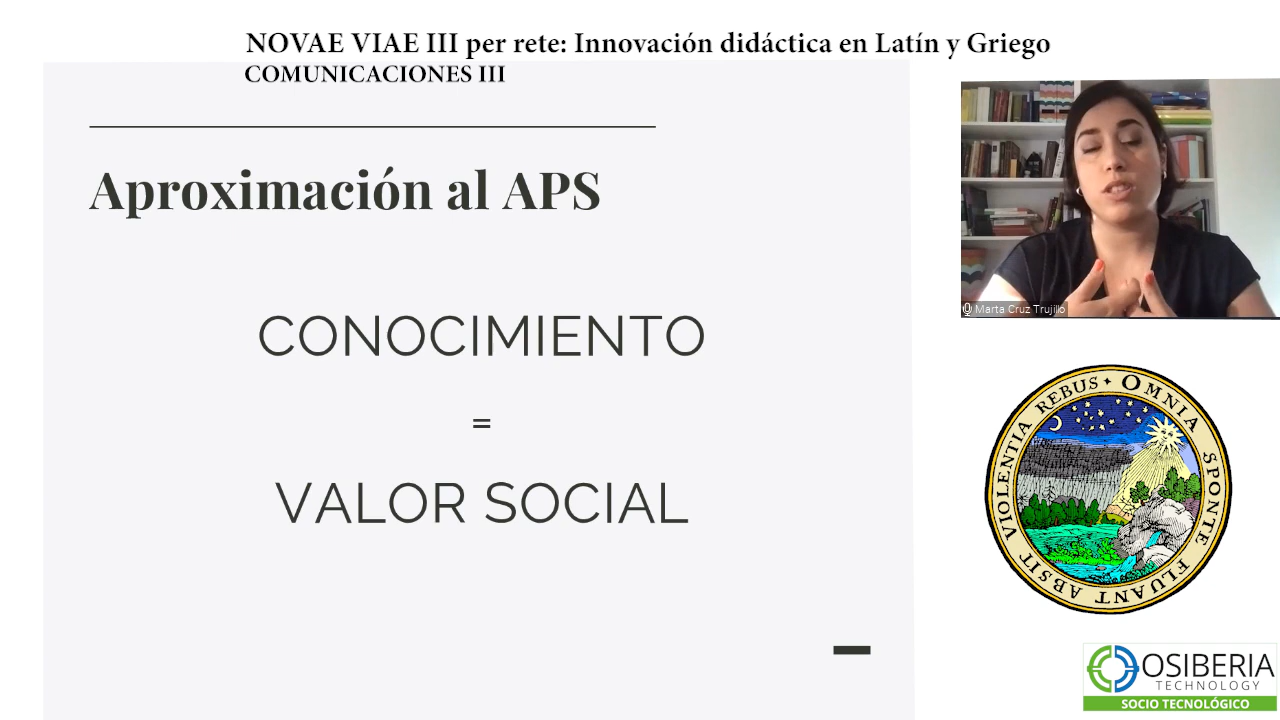 NOVAE VIAE III per rete: Innovación didáctica en Latín y Griego
COMUNICACIONES III
Aproximación al APS
CONOCIMIENTO
=
VALOR SOCIAL
Marta Cruz Trujillo
OMNIA SPONTE FLUANT ABSIT VIOLENTIA REBUS
OSIBERIA
TECHNOLOGY
SOCIO TECNOLÓGICO